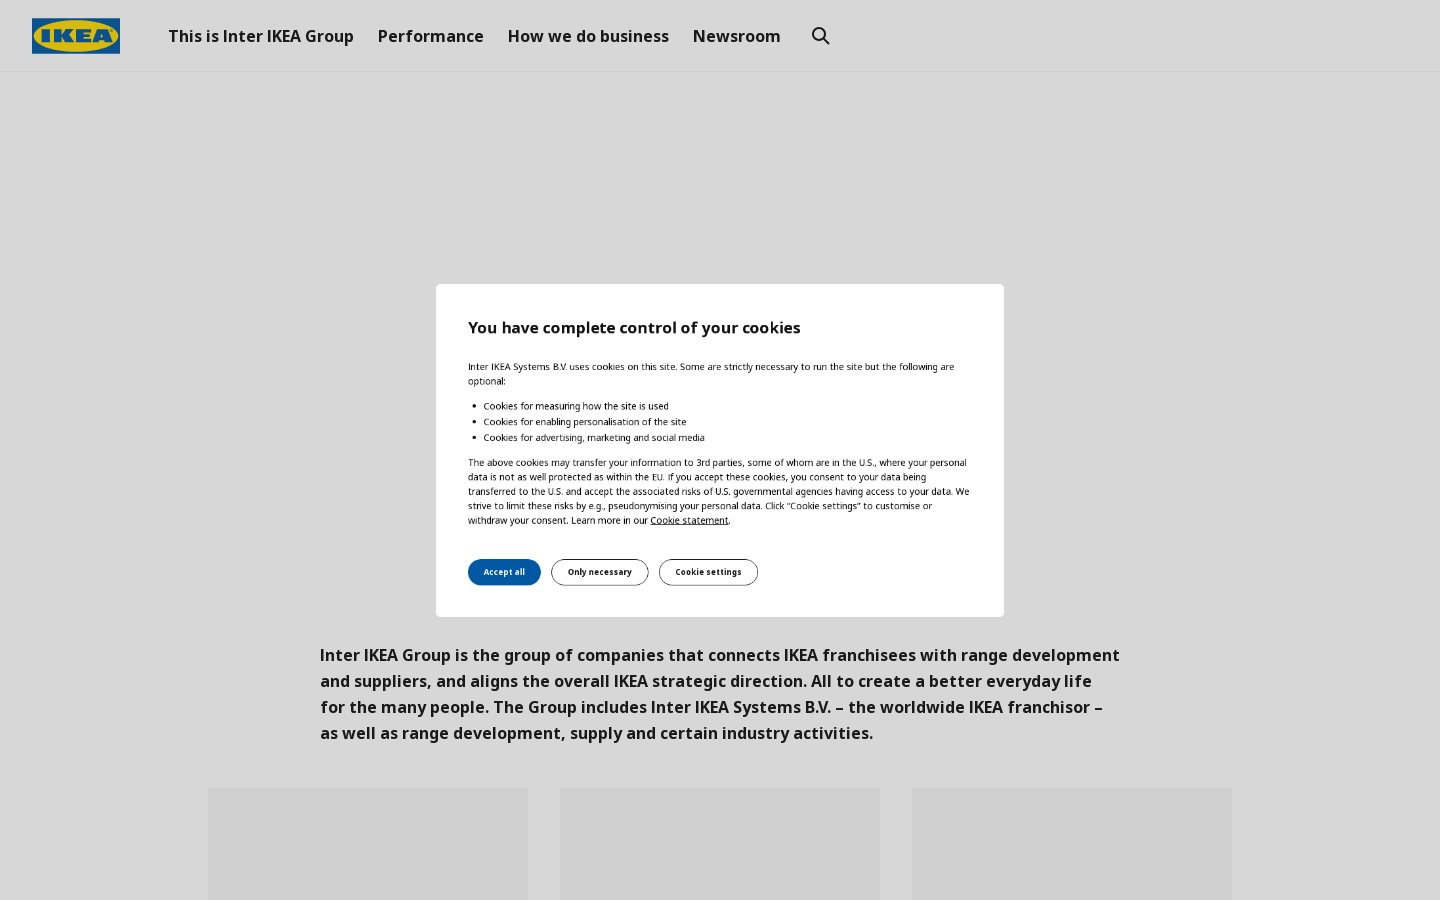 IKEA
This is Inter IKEA Group
Performance
How we do business
Newsroom
You have complete control of your cookies
Inter IKEA Systems B.V. uses cookies on this site. Some are strictly necessary to run the site but the following are
optional:
Cookies for measuring how the site is used
Cookies for enabling personalisation of the site
Cookies for advertising, marketing and social media
The above cookies may transfer your information to 3rd parties, some of whom are in the U.S., where your personal
data is not as well protected as within the EU. If you accept these cookies, you consent to your data being
transferred to the U.S. and accept the associated risks of U.S. governmental agencies having access to your data. We
strive to limit these risks by e.g., pseudonymising your personal data. Click “Cookie settings” to customise or
withdraw your consent. Learn more in our Cookie statement.
Accept all
Only necessary
Cookie settings
Inter IKEA Group is the group of companies that connects IKEA franchisees with range development
and suppliers, and aligns the overall IKEA strategic direction. All to create a better everyday life
for the many people. The Group includes Inter IKEA Systems B.V. – the worldwide IKEA franchisor –
as well as range development, supply and certain industry activities.